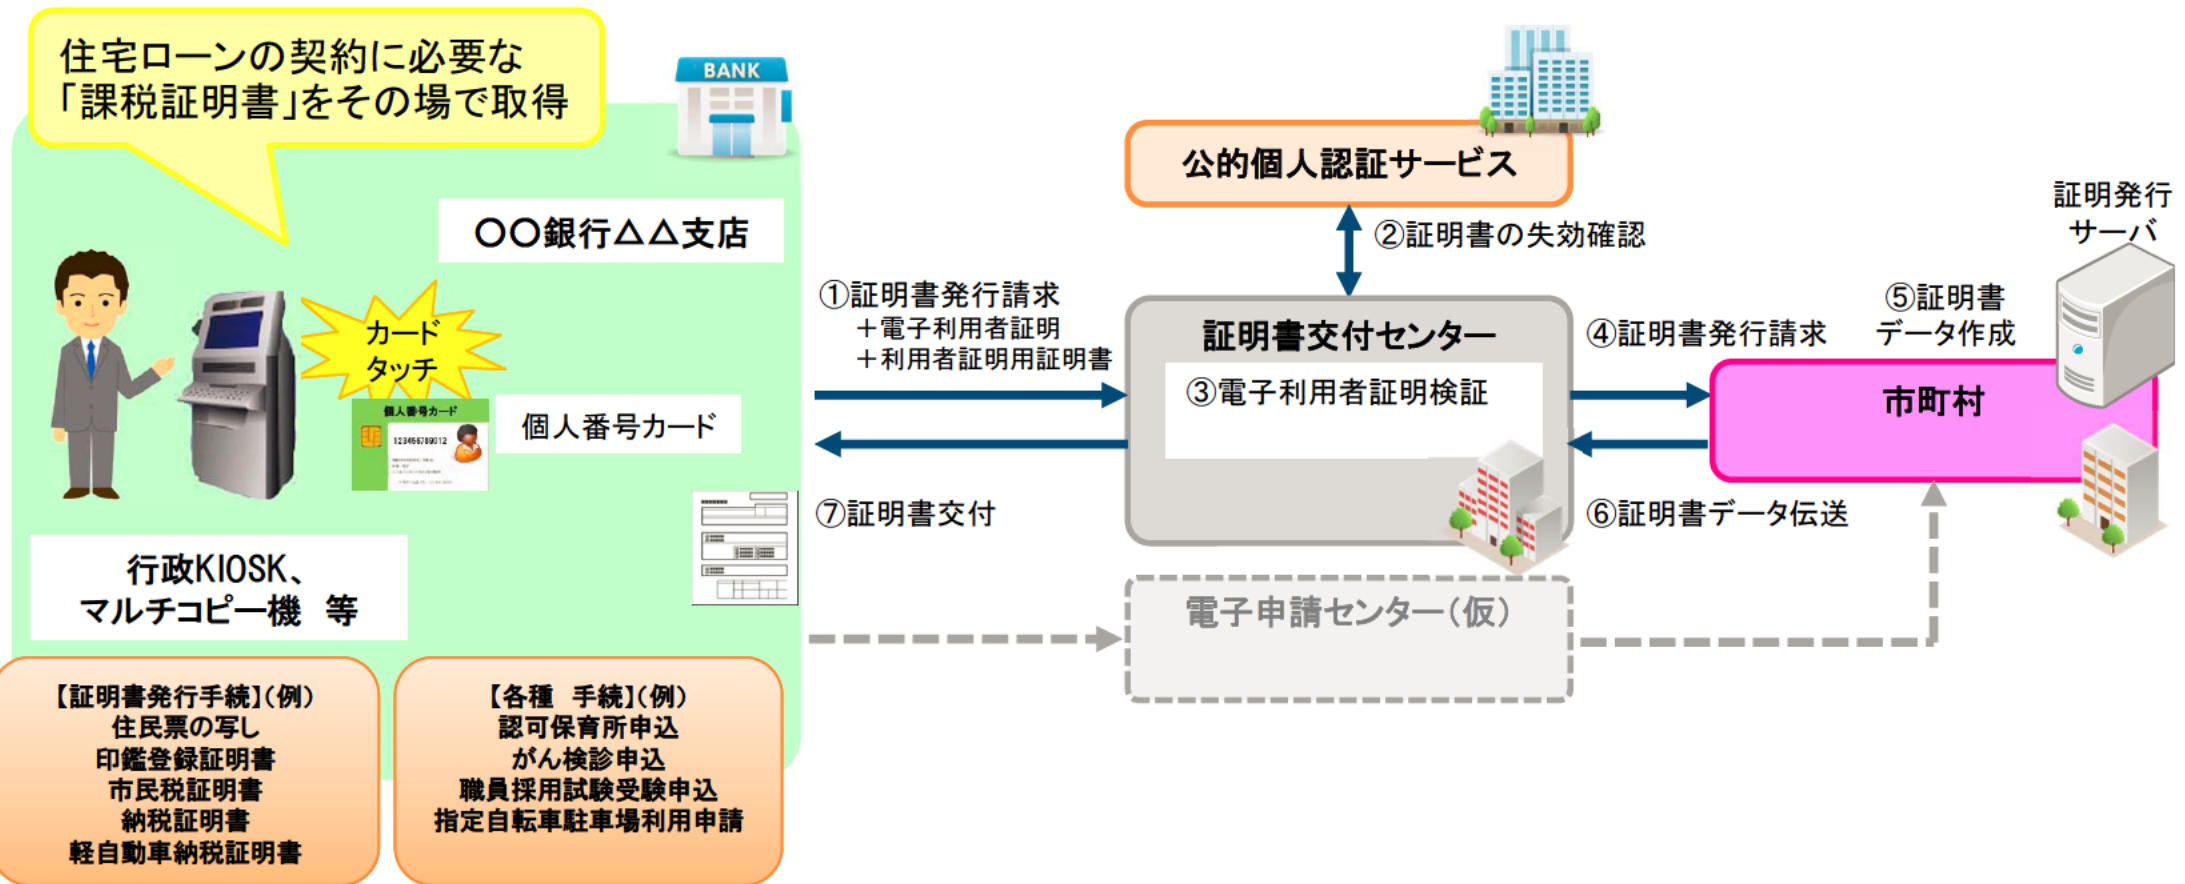 住宅ローンの契約に必要な
「課税証明書」をその場で取得
BANK
〇〇銀行△△支店
カード
タッチ
個人番号カード
123456789012
個人番号カード
行政KIOSK、
マルチコピー機 等
【証明書発行手続】（例）
住民票の写し
印鑑登録証明書
市民税証明書
納税証明書
軽自動車納税証明書
【各種 手続】（例）
認可保育所申込
がん検診申込
職員採用試験受験申込
指定自転車駐車場利用申請
①証明書発行請求
＋電子利用者証明
＋利用者証明用証明書
⑦証明書交付
公的個人認証サービス
②証明書の失効確認
証明書交付センター
③電子利用者証明検証
電子申請センター（仮）
④証明書発行請求
⑥証明書データ伝送
⑤証明書
データ作成
証明発行
サーバ
市町村